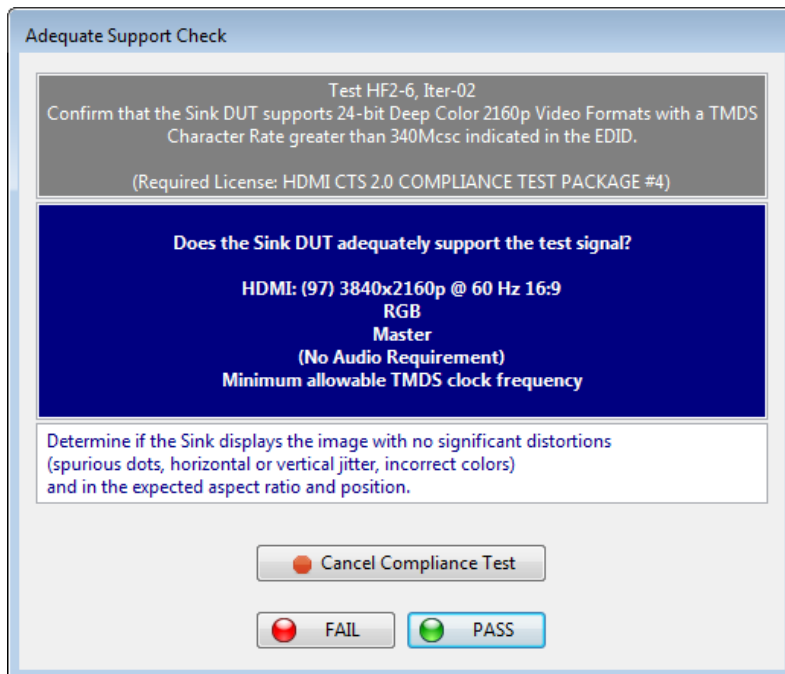 Adequate Support Check
Test HF2-6, Iter-02
Confirm that the Sink DUT supports 24-bit Deep Color 2160p Video Formats with a TMDS
Character Rate greater than 340Mcsc indicated in the EDID.
(Required License: HDMI CTS 2.0 COMPLIANCE TEST PACKAGE #4)
Does the Sink DUT adequately support the test signal?
HDMI: (97) 3840x2160p @ 60 Hz 16:9
RGB
Master
(No Audio Requirement)
Minimum allowable TMDS clock frequency
Determine if the Sink displays the image with no significant distortions
(spurious dots, horizontal or vertical jitter, incorrect colors)
and in the expected aspect ratio and position.
Cancel Compliance Test
FAIL
PASS